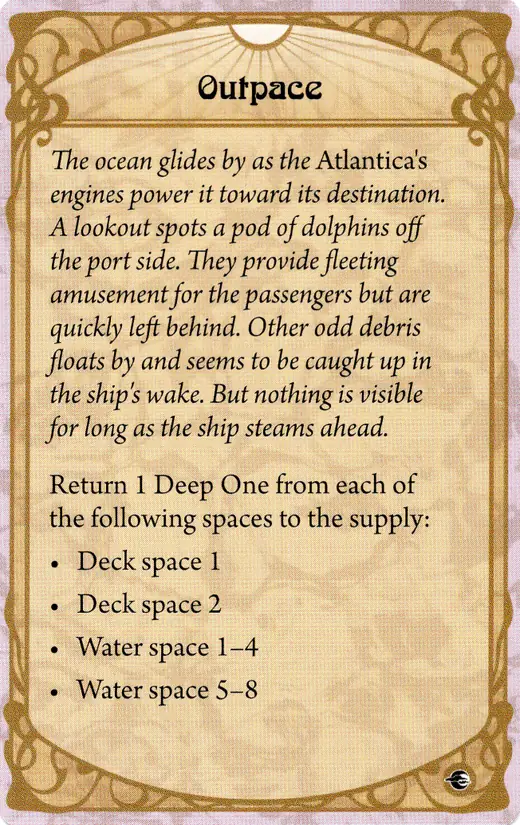 Outpace
The ocean glides by as the Atlantica's
engines power it toward its destination.
A lookout spots a pod of dolphins off
the port side. They provide fleeting
amusement for the passengers but are
quickly left behind. Other odd debris
floats by and seems to be caught up in
the ship's wake. But nothing is visible
for long as the ship steams ahead.
Return 1 Deep One from each of
the following spaces to the supply:
• Deck space 1
• Deck space 2
• Water space 1–4
• Water space 5–8